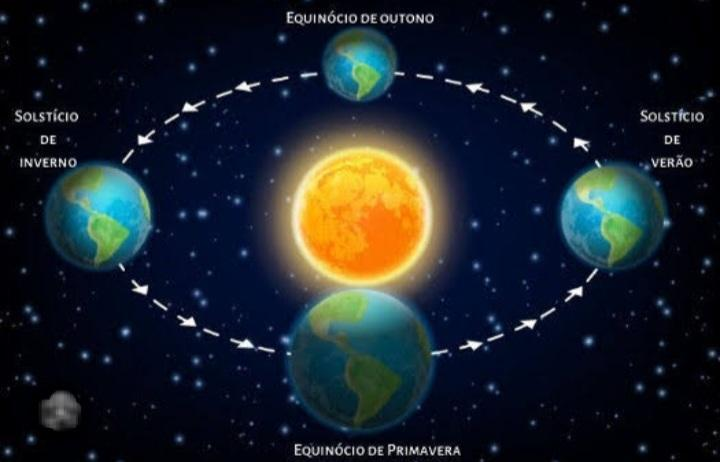 Equinócio de outono
Solstício
de
inverno
Solstício
de
verão
Equinócio de Primavera